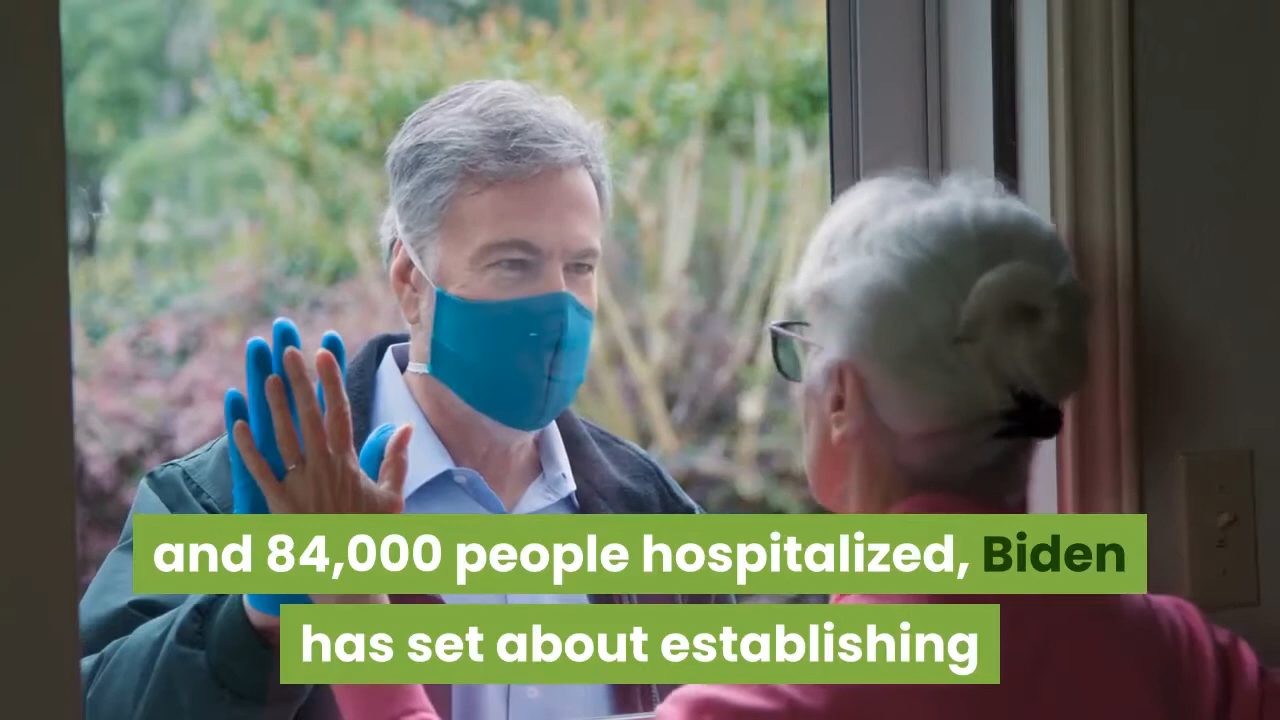 and 84,000 people hospitalized, Biden
has set about establishing